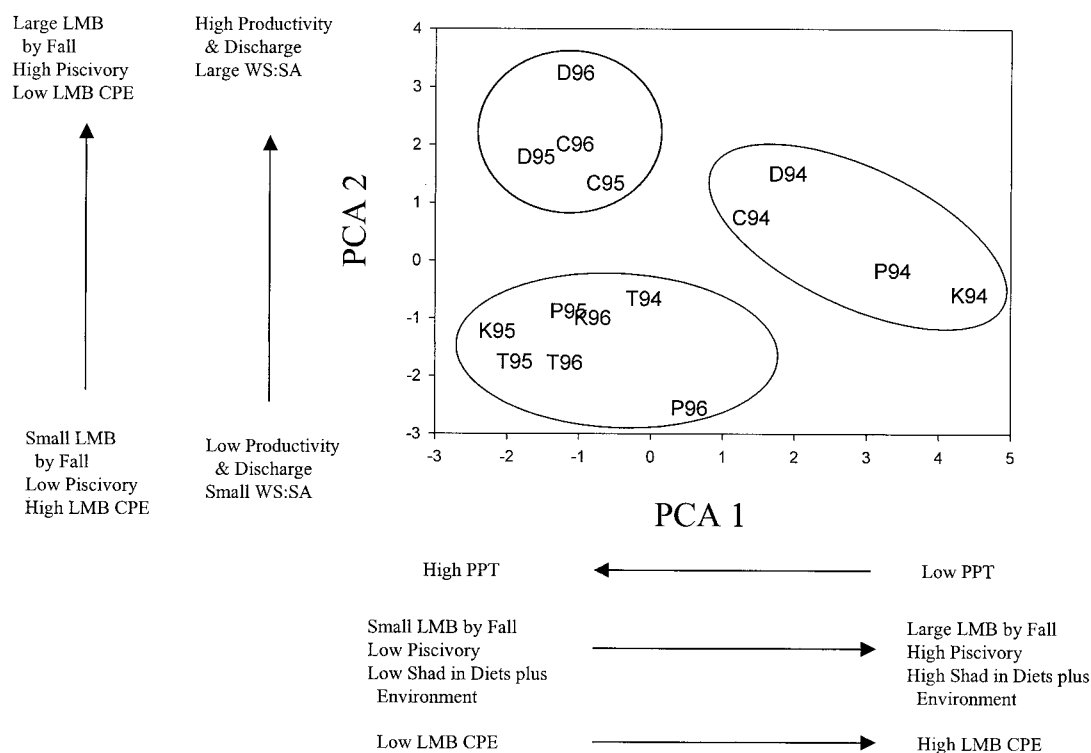 Large LMB
by Fall
High Piscivory
Low LMB CPE
High Productivity
& Discharge
Large WS:SA
Small LMB
by Fall
Low Piscivory
High LMB CPE
Low Productivity
& Discharge
Small WS:SA
PCA 2
4
3
2
1
0
-1
-2
-3
D96
D95
C96
C95
D94
C94
P94
K94
T94
P95
K96
K95
T95
T96
P96
-3
-2
-1
0
1
2
3
4
5
PCA 1
High PPT
Low PPT
Small LMB by Fall
Low Piscivory
Low Shad in Diets plus
Environment
Large LMB by Fall
High Piscivory
High Shad in Diets plus
Environment
Low LMB CPE
High LMB CPE